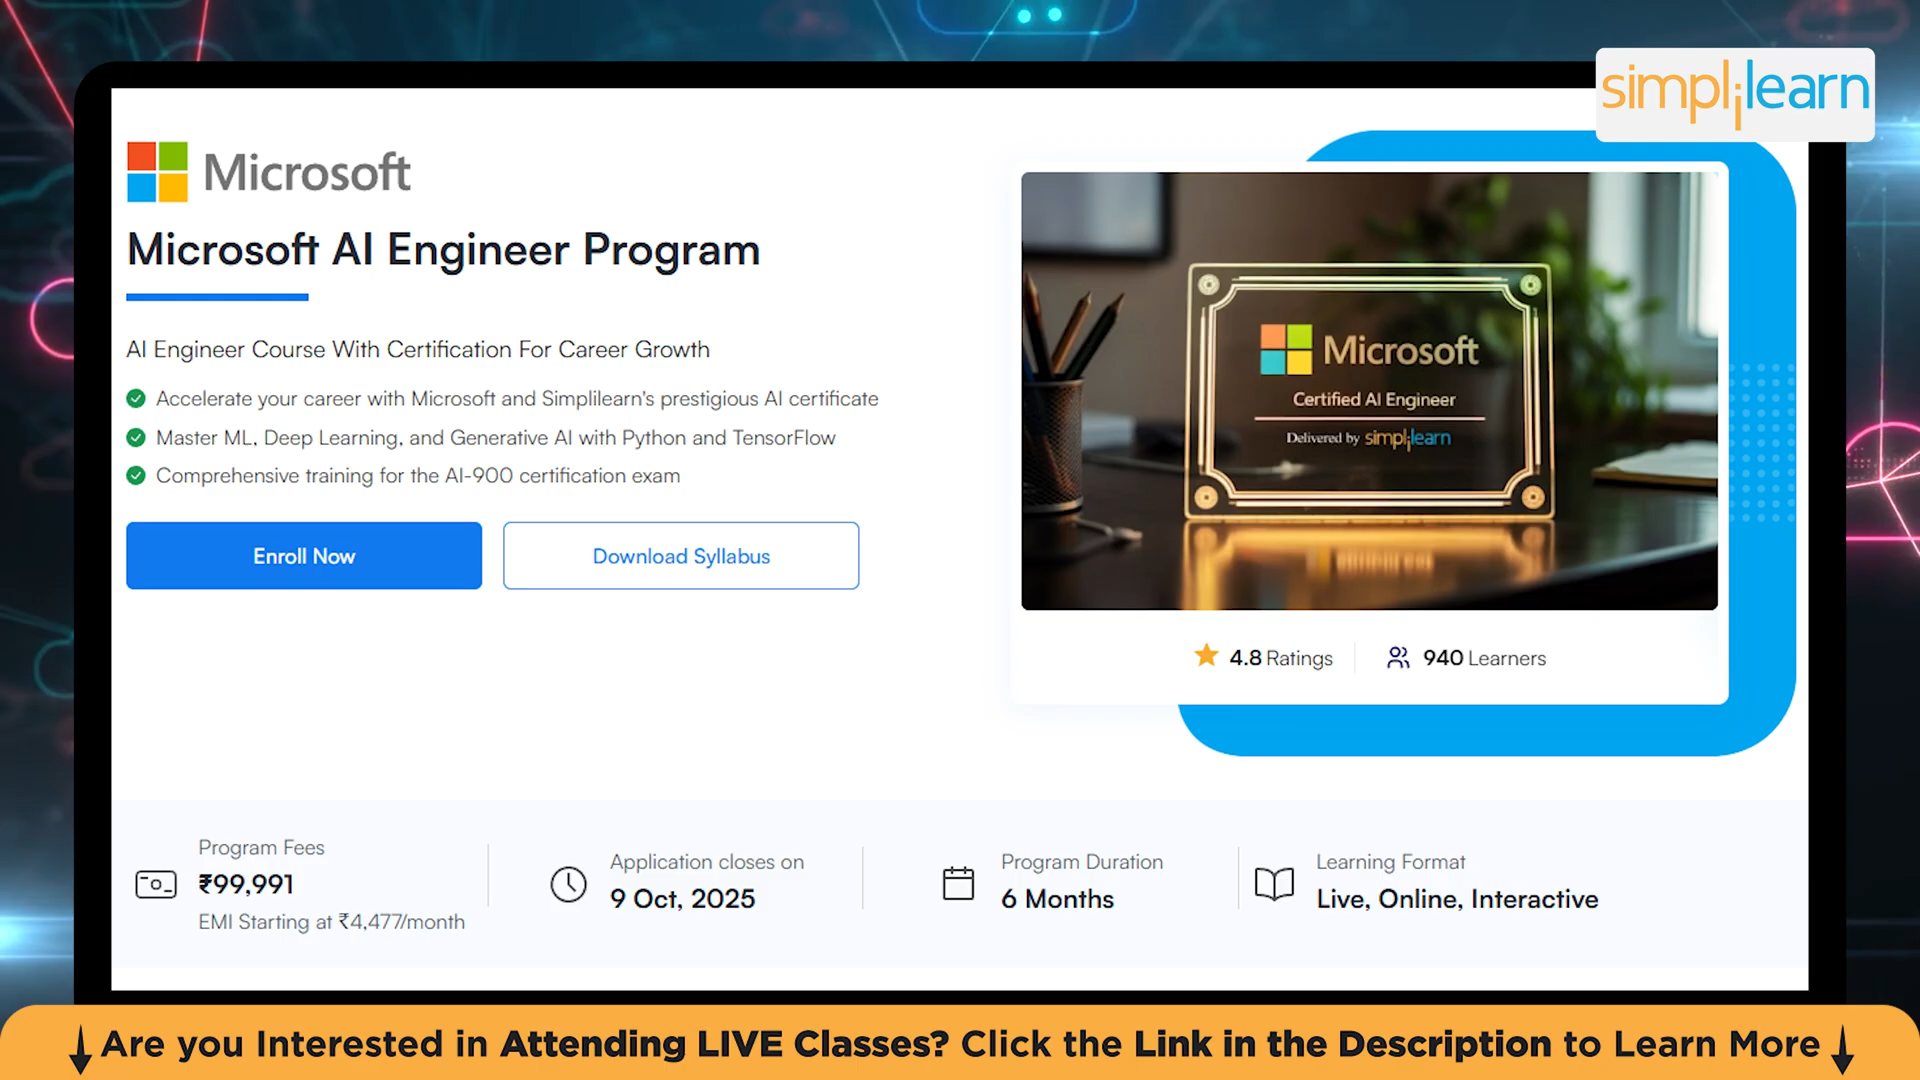 simplilearn
Microsoft
Microsoft AI Engineer Program
AI Engineer Course With Certification For Career Growth
Accelerate your career with Microsoft and Simplilearn's prestigious AI certificate
Master ML, Deep Learning, and Generative AI with Python and TensorFlow
Comprehensive training for the AI-900 certification exam
Enroll Now
Download Syllabus
Microsoft
Certified AI Engineer
Delivered by simplilearn
4.8 Ratings
940 Learners
Program Fees
₹99,991
EMI Starting at ₹4,477/month
Application closes on
9 Oct, 2025
Program Duration
6 Months
Learning Format
Live, Online, Interactive
Are you Interested in Attending LIVE Classes? Click the Link in the Description to Learn More